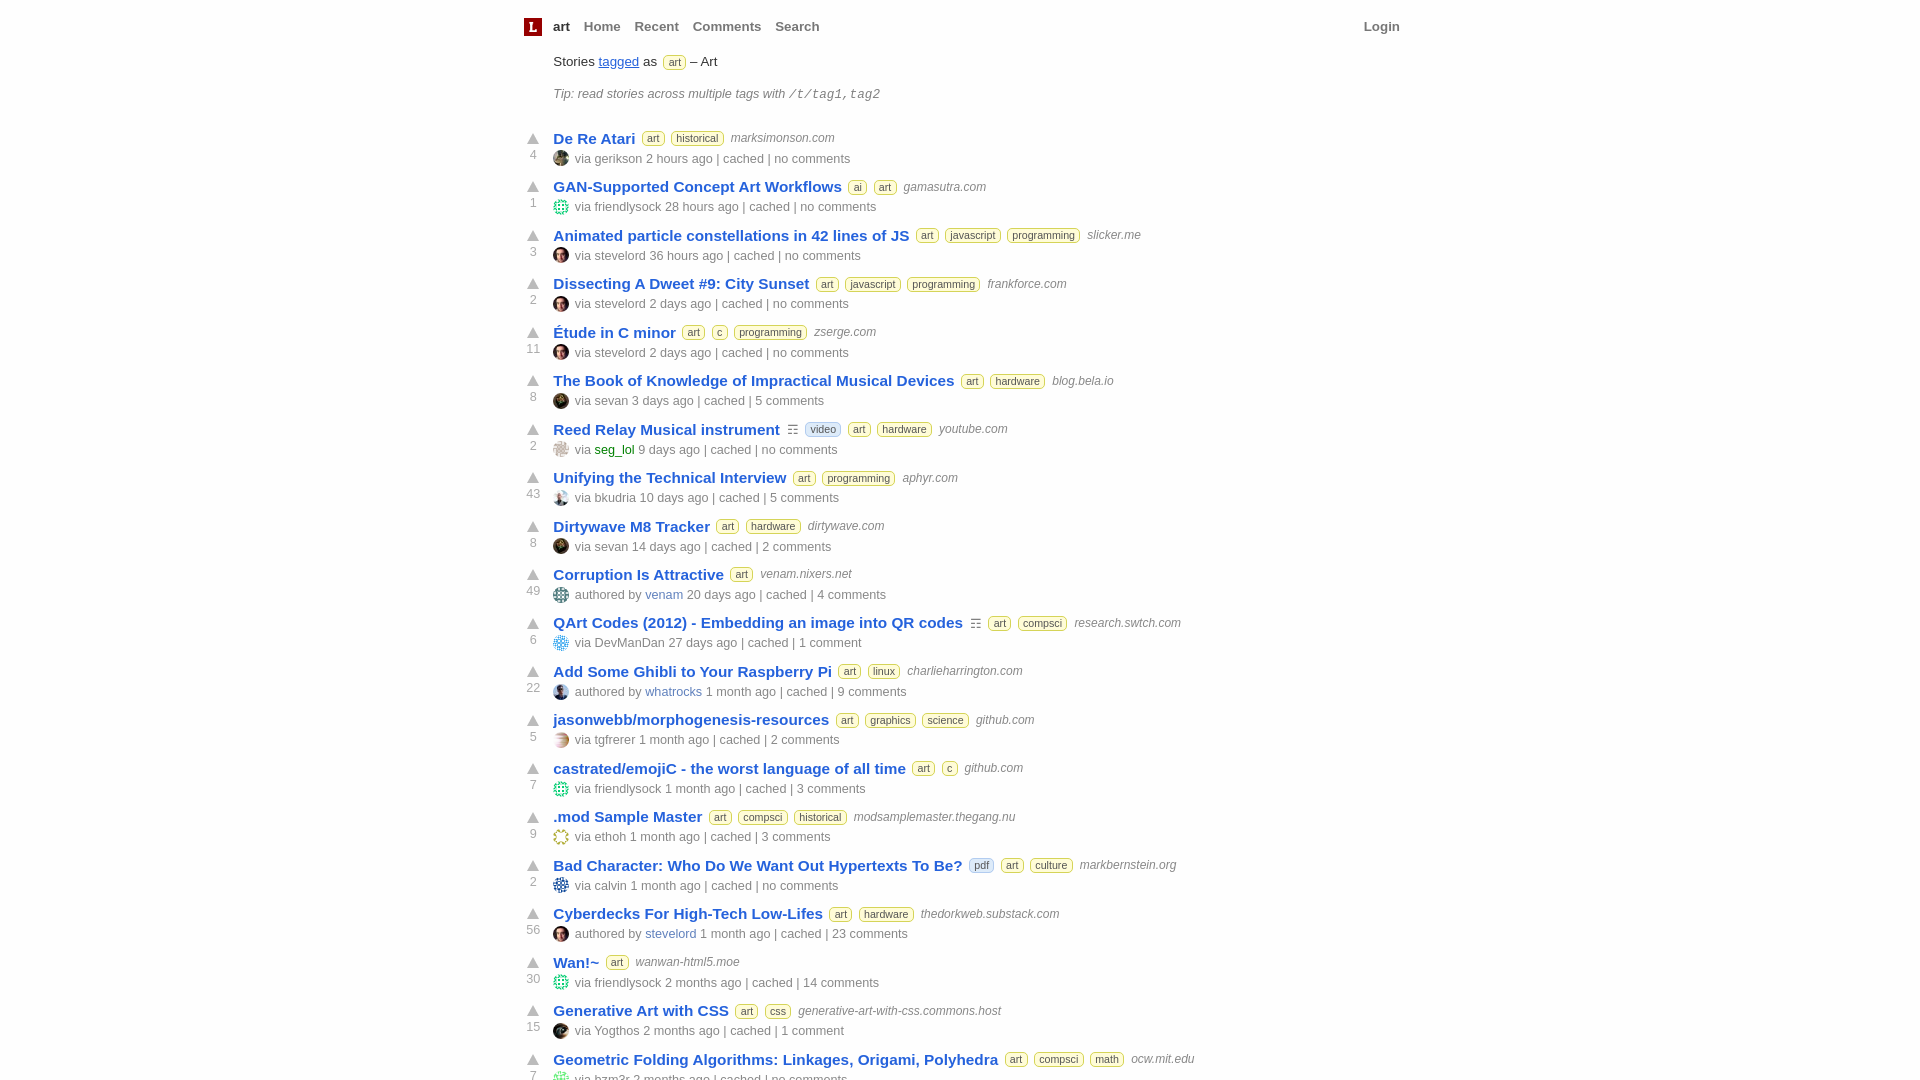 L art Home Recent Comments Search Login
Stories tagged as art – Art
Tip: read stories across multiple tags with /t/tag1,tag2
De Re Atari art historical marksimonson.com
4 via gerikson 2 hours ago | cached | no comments
GAN-Supported Concept Art Workflows ai art gamasutra.com
1 via friendlysock 28 hours ago | cached | no comments
Animated particle constellations in 42 lines of JS art javascript programming slicker.me
3 via stevelord 36 hours ago | cached | no comments
Dissecting A Dweet #9: City Sunset art javascript programming frankforce.com
2 via stevelord 2 days ago | cached | no comments
Étude in C minor art c programming zserge.com
11 via stevelord 2 days ago | cached | no comments
The Book of Knowledge of Impractical Musical Devices art hardware blog.bela.io
8 via sevan 3 days ago | cached | 5 comments
Reed Relay Musical instrument ☶ video art hardware youtube.com
2 via seg_lol 9 days ago | cached | no comments
Unifying the Technical Interview art programming aphyr.com
43 via bkudria 10 days ago | cached | 5 comments
Dirtywave M8 Tracker art hardware dirtywave.com
8 via sevan 14 days ago | cached | 2 comments
Corruption Is Attractive art venam.nixers.net
49 authored by venam 20 days ago | cached | 4 comments
QArt Codes (2012) - Embedding an image into QR codes ☶ art compsci research.swtch.com
6 via DevManDan 27 days ago | cached | 1 comment
Add Some Ghibli to Your Raspberry Pi art linux charlieharrington.com
22 authored by whatrocks 1 month ago | cached | 9 comments
jasonwebb/morphogenesis-resources art graphics science github.com
5 via tgfrerer 1 month ago | cached | 2 comments
castrated/emojiC - the worst language of all time art c github.com
7 via friendlysock 1 month ago | cached | 3 comments
.mod Sample Master art compsci historical modsamplemaster.thegang.nu
9 via ethoh 1 month ago | cached | 3 comments
Bad Character: Who Do We Want Out Hypertexts To Be? pdf art culture markbernstein.org
2 via calvin 1 month ago | cached | no comments
Cyberdecks For High-Tech Low-Lifes art hardware thedorkweb.substack.com
56 authored by stevelord 1 month ago | cached | 23 comments
Wan!~ art wanwan-html5.moe
30 via friendlysock 2 months ago | cached | 14 comments
Generative Art with CSS art css generative-art-with-css.commons.host
15 via Yogthos 2 months ago | cached | 1 comment
Geometric Folding Algorithms: Linkages, Origami, Polyhedra art compsci math ocw.mit.edu
7 via bzm3r 2 months ago | cached | no comments